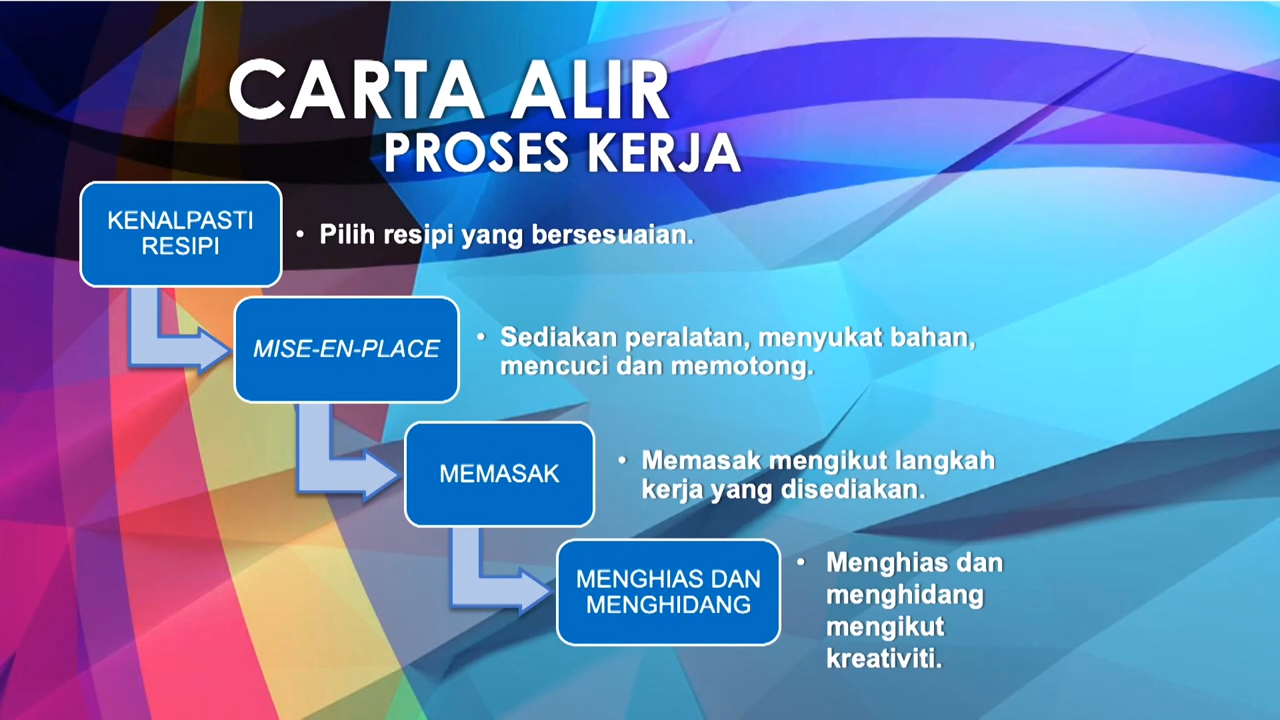 CARTA ALIR
PROSES KERJA
KENALPASTI
RESIPI
• Pilih resipi yang bersesuaian.
MISE-EN-PLACE
• Sediakan peralatan, menyukat bahan,
mencuci dan memotong.
MEMASAK
• Memasak mengikut langkah
kerja yang disediakan.
MENGHIAS DAN
MENGHIDANG
• Menghias dan
menghidang
mengikut
kreativiti.